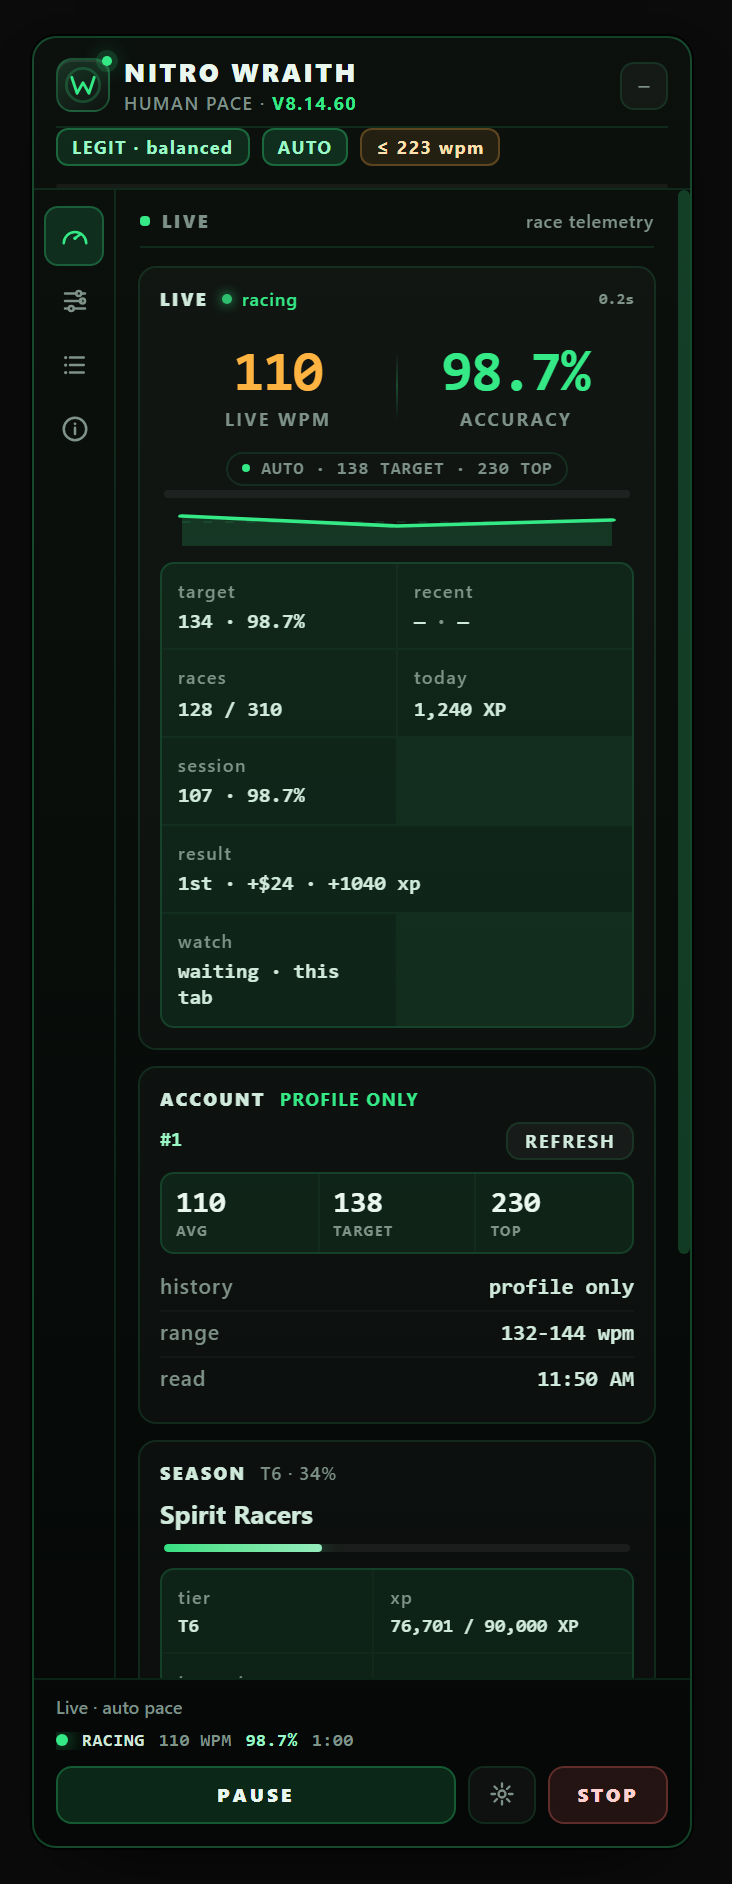 NITRO WRAITH
HUMAN PACE · V8.14.60
–
LEGIT · balanced AUTO ≤ 223 wpm
LIVE race telemetry
LIVE racing 0.2s
110 98.7%
LIVE WPM ACCURACY
AUTO · 138 TARGET · 230 TOP
target recent
134 · 98.7% — · —
races today
128 / 310 1,240 XP
session
107 · 98.7%
result
1st · +$24 · +1040 xp
watch
waiting · this
tab
ACCOUNT PROFILE ONLY
#1 REFRESH
110 138 230
AVG TARGET TOP
history profile only
range 132-144 wpm
read 11:50 AM
SEASON T6 · 34%
Spirit Racers
tier xp
T6 76,701 / 90,000 XP
Live · auto pace
RACING 110 WPM 98.7% 1:00
PAUSE STOP